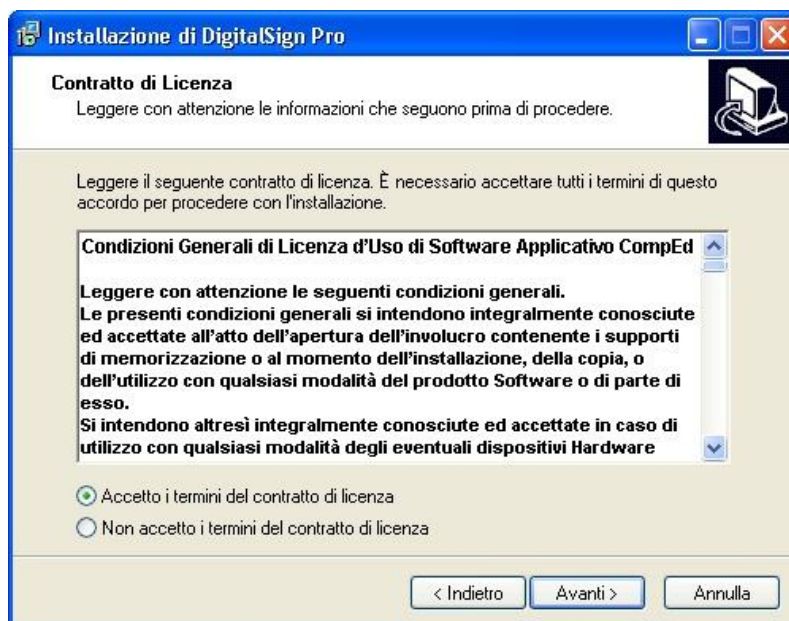 Installazione di DigitalSign Pro
Contratto di Licenza
Leggere con attenzione le informazioni che seguono prima di procedere.
Leggere il seguente contratto di licenza. È necessario accettare tutti i termini di questo
accordo per procedere con l'installazione.
Condizioni Generali di Licenza d’Uso di Software Applicativo CompEd
Leggere con attenzione le seguenti condizioni generali.
Le presenti condizioni generali si intendono integralmente conosciute
ed accettate all’atto dell’apertura dell’involucro contenente i supporti
di memorizzazione o al momento dell’installazione, della copia, o
dell’utilizzo con qualsiasi modalità del prodotto Software o di parte di
esso.
Si intendono altresì integralmente conosciute ed accettate in caso di
utilizzo con qualsiasi modalità degli eventuali dispositivi Hardware
Accetto i termini del contratto di licenza
Non accetto i termini del contratto di licenza
< Indietro
Avanti >
Annulla